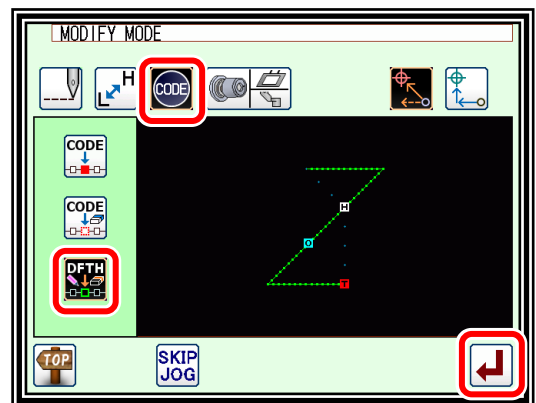 MODIFY MODE
H
L
CODE
CODE
CODE
DFTH
H
O
T
TOP
SKIP
JOG